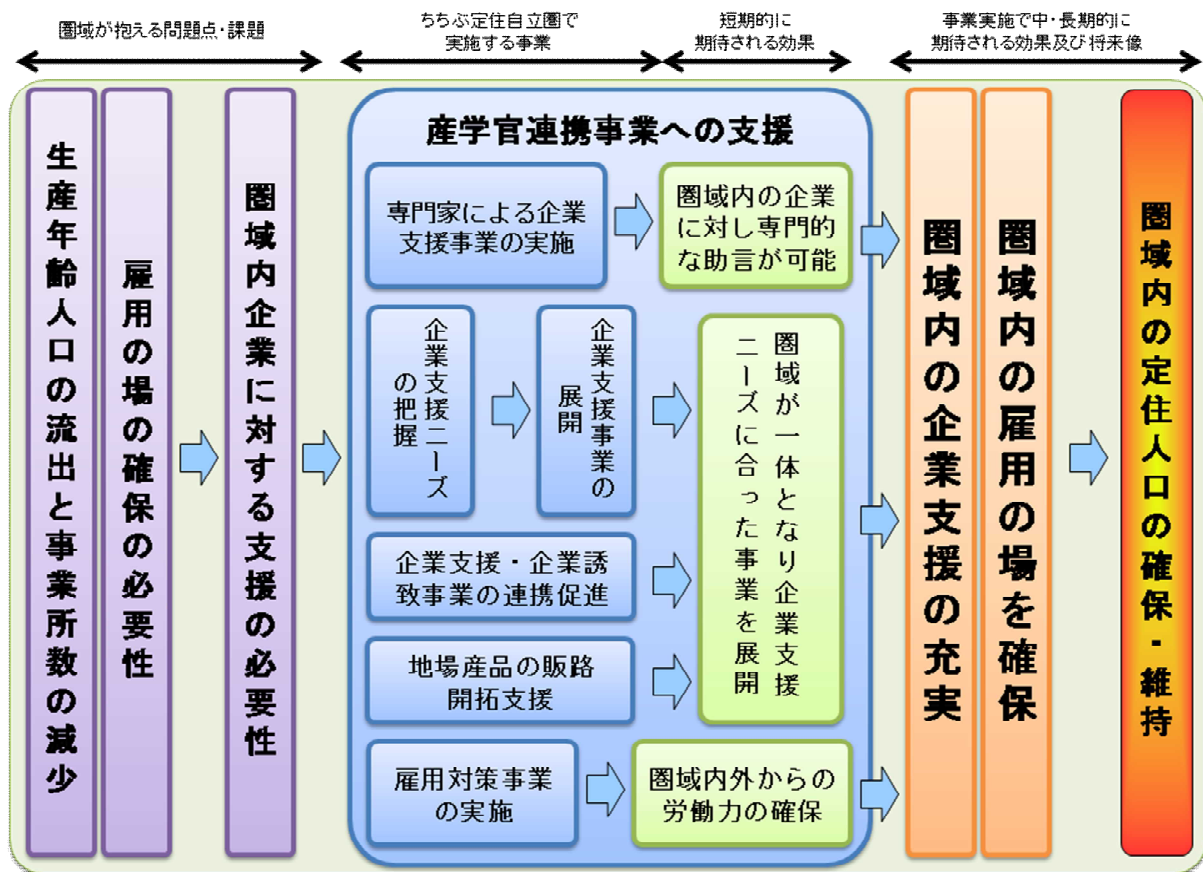 圏域が抱える問題点・課題
ちちぶ定住自立圏で
実施する事業
短期的に
期待される効果
事業実施で中・長期的に
期待される効果及び将来像
生産年齢人口の流出と事業所数の減少
雇用の場の確保の必要性
圏域内企業に対する支援の必要性
産学官連携事業への支援
専門家による企業
支援事業の実施
圏域内の企業
に対し専門的
な助言が可能
企業支援ニーズ
の把握
企業支援事業の
展開
圏域が一体となり企業支援
ニーズに合った事業を展開
企業支援・企業誘
致事業の連携促進
地場産品の販路
開拓支援
雇用対策事業
の実施
圏域内外からの
労働力の確保
圏域内の企業支援の充実
圏域内の雇用の場を確保
圏域内の定住人口の確保・維持